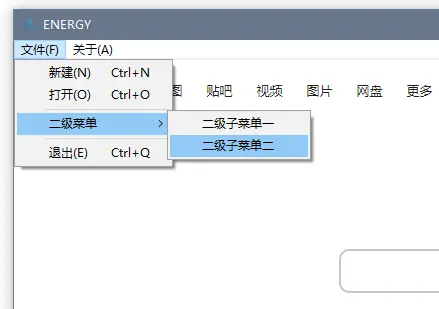 ENERGY
文件(F) 关于(A)
新建(N) Ctrl+N
打开(O) Ctrl+O
图 贴吧 视频 图片 网盘 更多
二级菜单
二级子菜单一
二级子菜单二
退出(E) Ctrl+Q